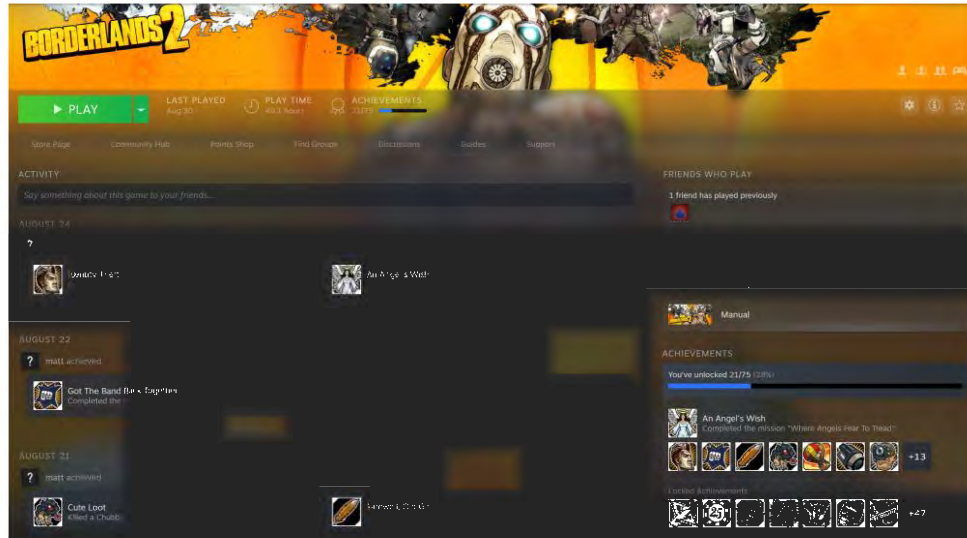 BORDERLANDS 2
PLAY
LAST PLAYED
Aug 30
PLAY TIME
ACHIEVEMENTS
21/75
Store Page
Community Hub
Points Shop
Find Groups
Discussions
Guides
Support
ACTIVITY
Say something about this game to your friends...
AUGUST 24
?
An Angel's Wish
AUGUST 22
? matt achieved
Got The Band Back Together
Completed the
AUGUST 21
? matt achieved
Cute Loot
Killed a Chubb
FRIENDS WHO PLAY
1 friend has played previously
Manual
ACHIEVEMENTS
You've unlocked 21/75 (28%)
An Angel's Wish
Completed the mission "Where Angels Fear To Tread"
+13
Locked Achievements
+47